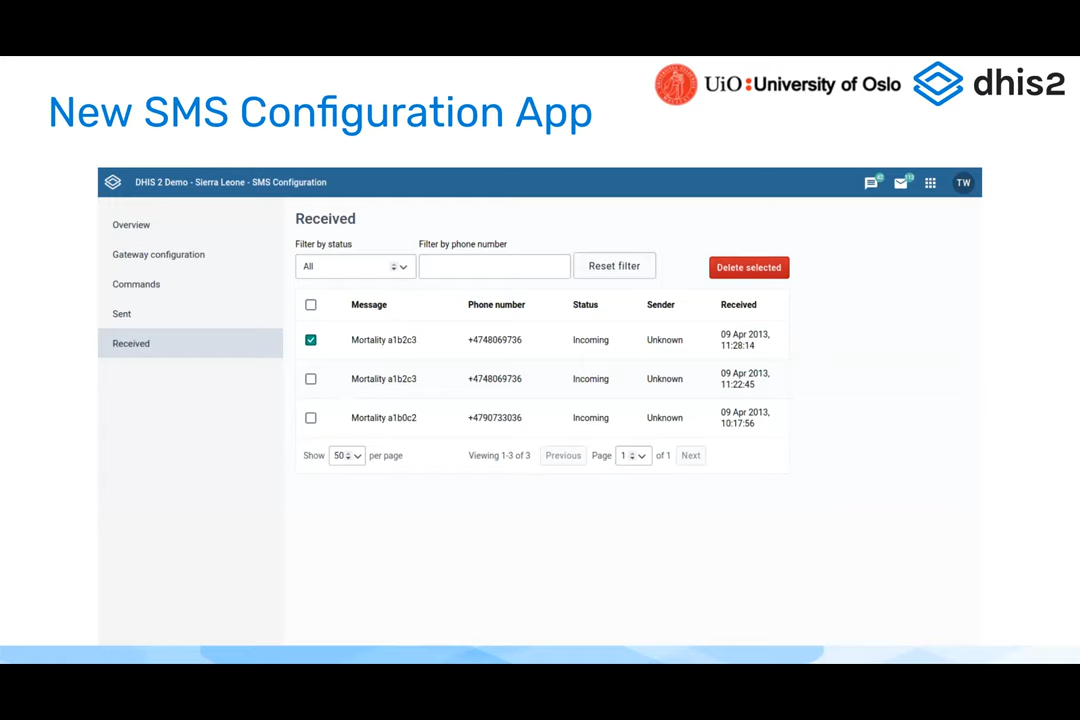 UiO:University of Oslo
dhis2
New SMS Configuration App
DHIS 2 Demo - Sierra Leone - SMS Configuration
TW
Overview
Gateway configuration
Commands
Sent
Received
Received
Filter by status
Filter by phone number
All
Reset filter
Delete selected
Message Phone number Status Sender Received
Mortality a1b2c3 +4748069736 Incoming Unknown 09 Apr 2013,
11:28:14
Mortality a1b2c3 +4748069736 Incoming Unknown 09 Apr 2013,
11:22:45
Mortality a1b0c2 +4790733036 Incoming Unknown 09 Apr 2013,
10:17:56
Show 50 per page Viewing 1-3 of 3 Previous Page 1 of 1 Next